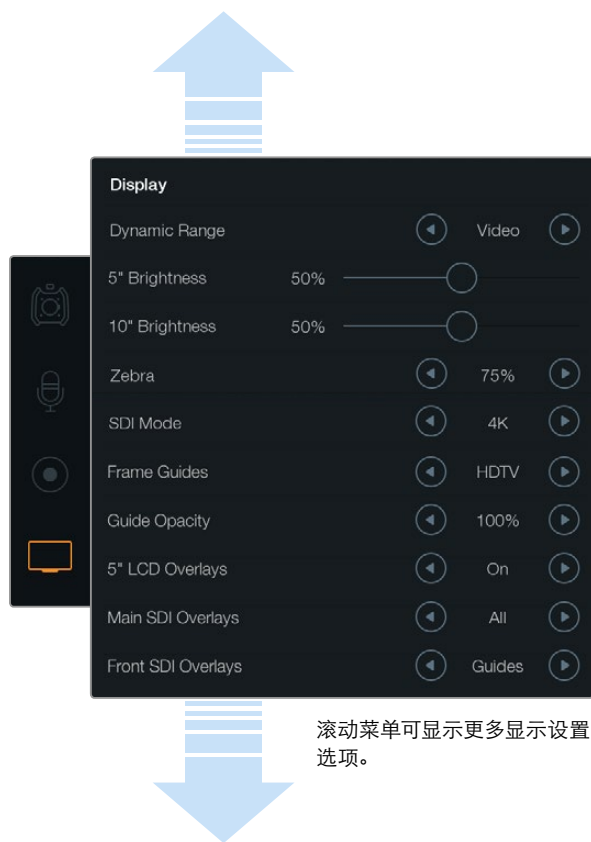 Display
Dynamic Range Video
5" Brightness 50%
10" Brightness 50%
Zebra 75%
SDI Mode 4K
Frame Guides HDTV
Guide Opacity 100%
5" LCD Overlays On
Main SDI Overlays All
Front SDI Overlays Guides
滚动菜单可显示更多显示设置
选项。